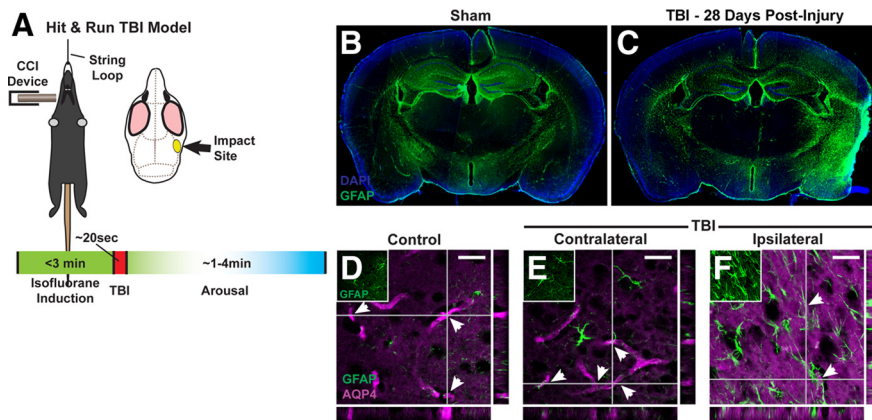 A
Hit & Run TBI Model
String
Loop
CCI
Device
Impact
Site
~20sec
<3 min
~1-4min
Isofluorane
Induction
TBI
Arousal
Sham
B
DAPI
GFAP
TBI - 28 Days Post-Injury
C
TBI
Control
Contralateral
Ipsilateral
D
GFAP
GFAP
AQP4
E
F